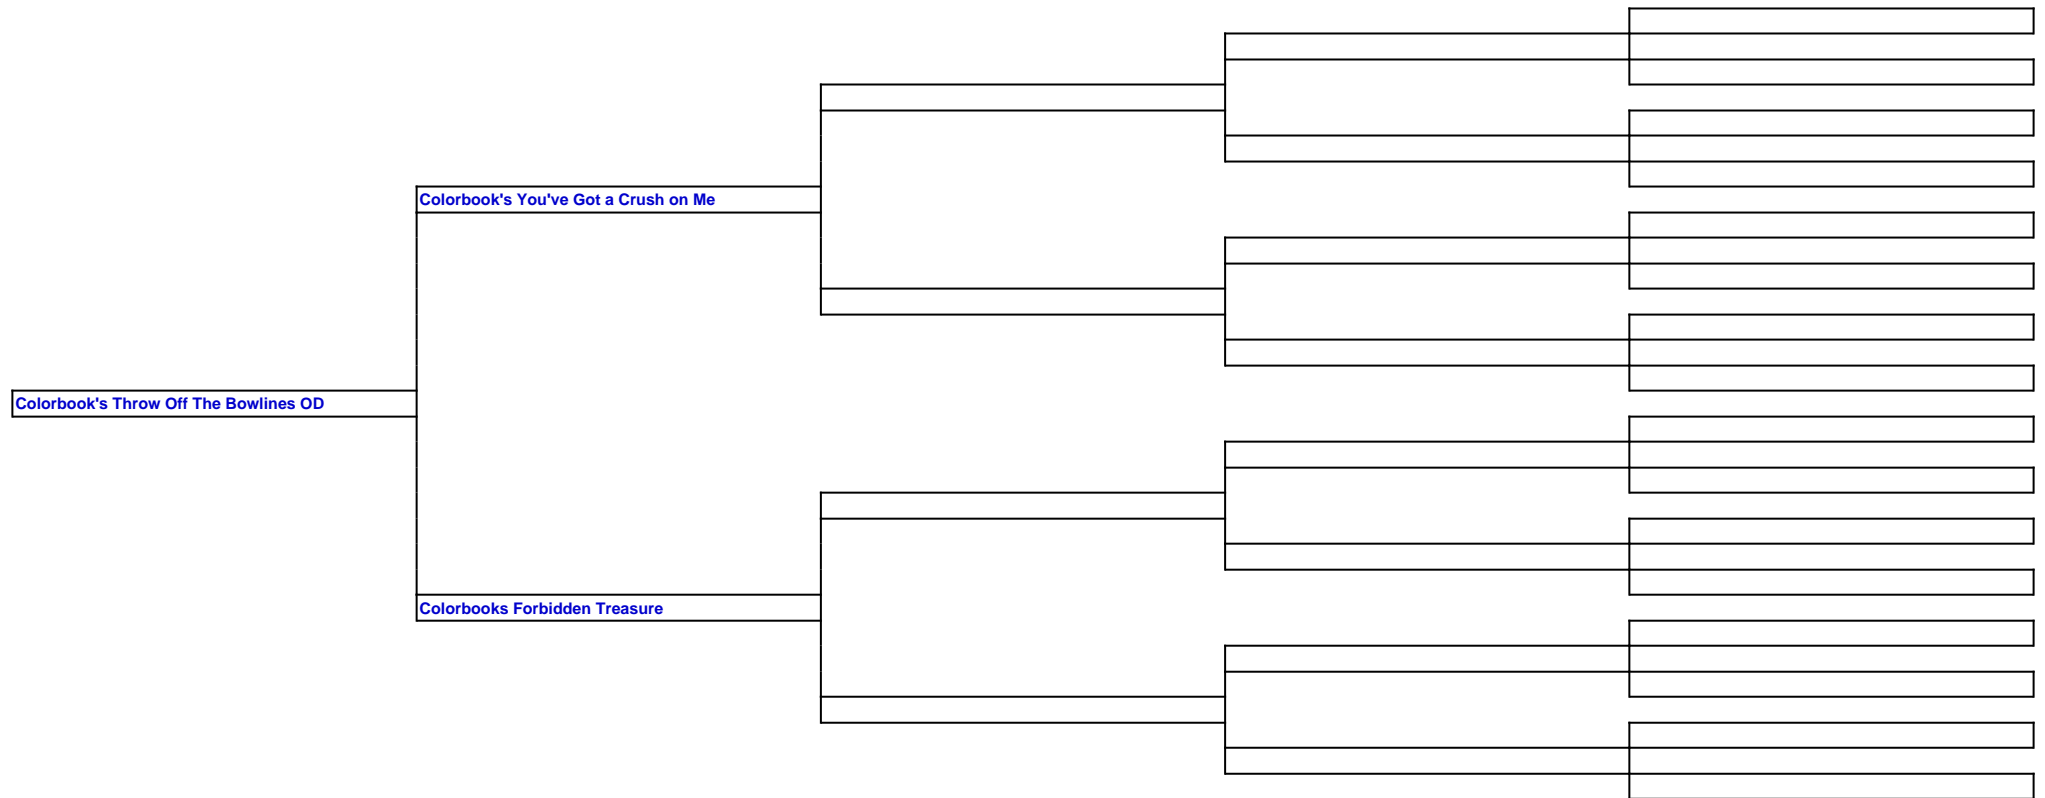 Colorbook's You've Got a Crush on Me
Colorbook's Throw Off The Bowlines OD
Colorbooks Forbidden Treasure